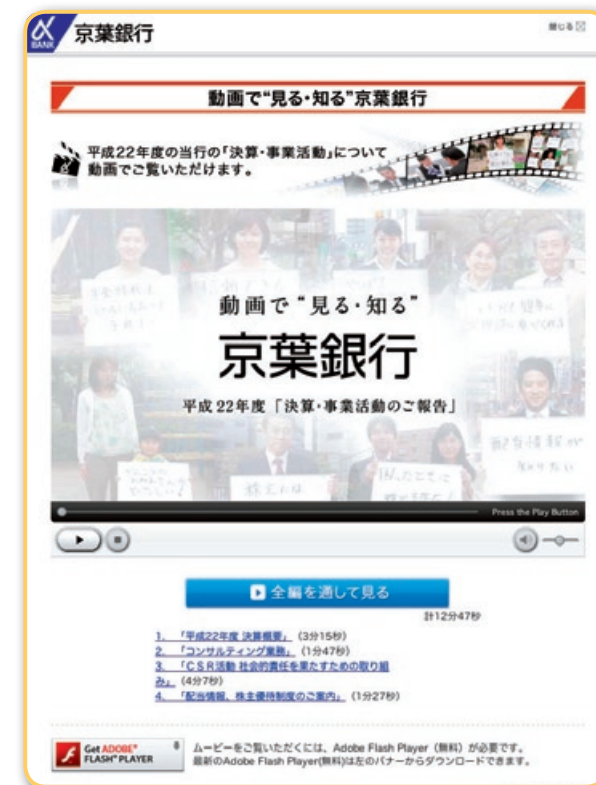 α
BANK
京葉銀行
閉じる
動画で“見る・知る”京葉銀行
平成22年度の当行の「決算・事業活動」について
動画でご覧いただけます。
動画で“見る・知る”
京葉銀行
平成22年度「決算・事業活動のご報告」
Press the Play Button
全編を通して見る
計12分47秒
1. 「平成22年度 決算概要」 (3分15秒)
2. 「コンサルティング業務」 (1分47秒)
3. 「CSR活動 社会的責任を果たすための取り組
み」 (4分7秒)
4. 「配当情報、株主優待制度のご案内」 (1分27秒)
Get ADOBE®
FLASH® PLAYER
ムービーをご覧いただくには、Adobe Flash Player（無料）が必要です。
最新のAdobe Flash Player(無料)は左のバナーからダウンロードできます。